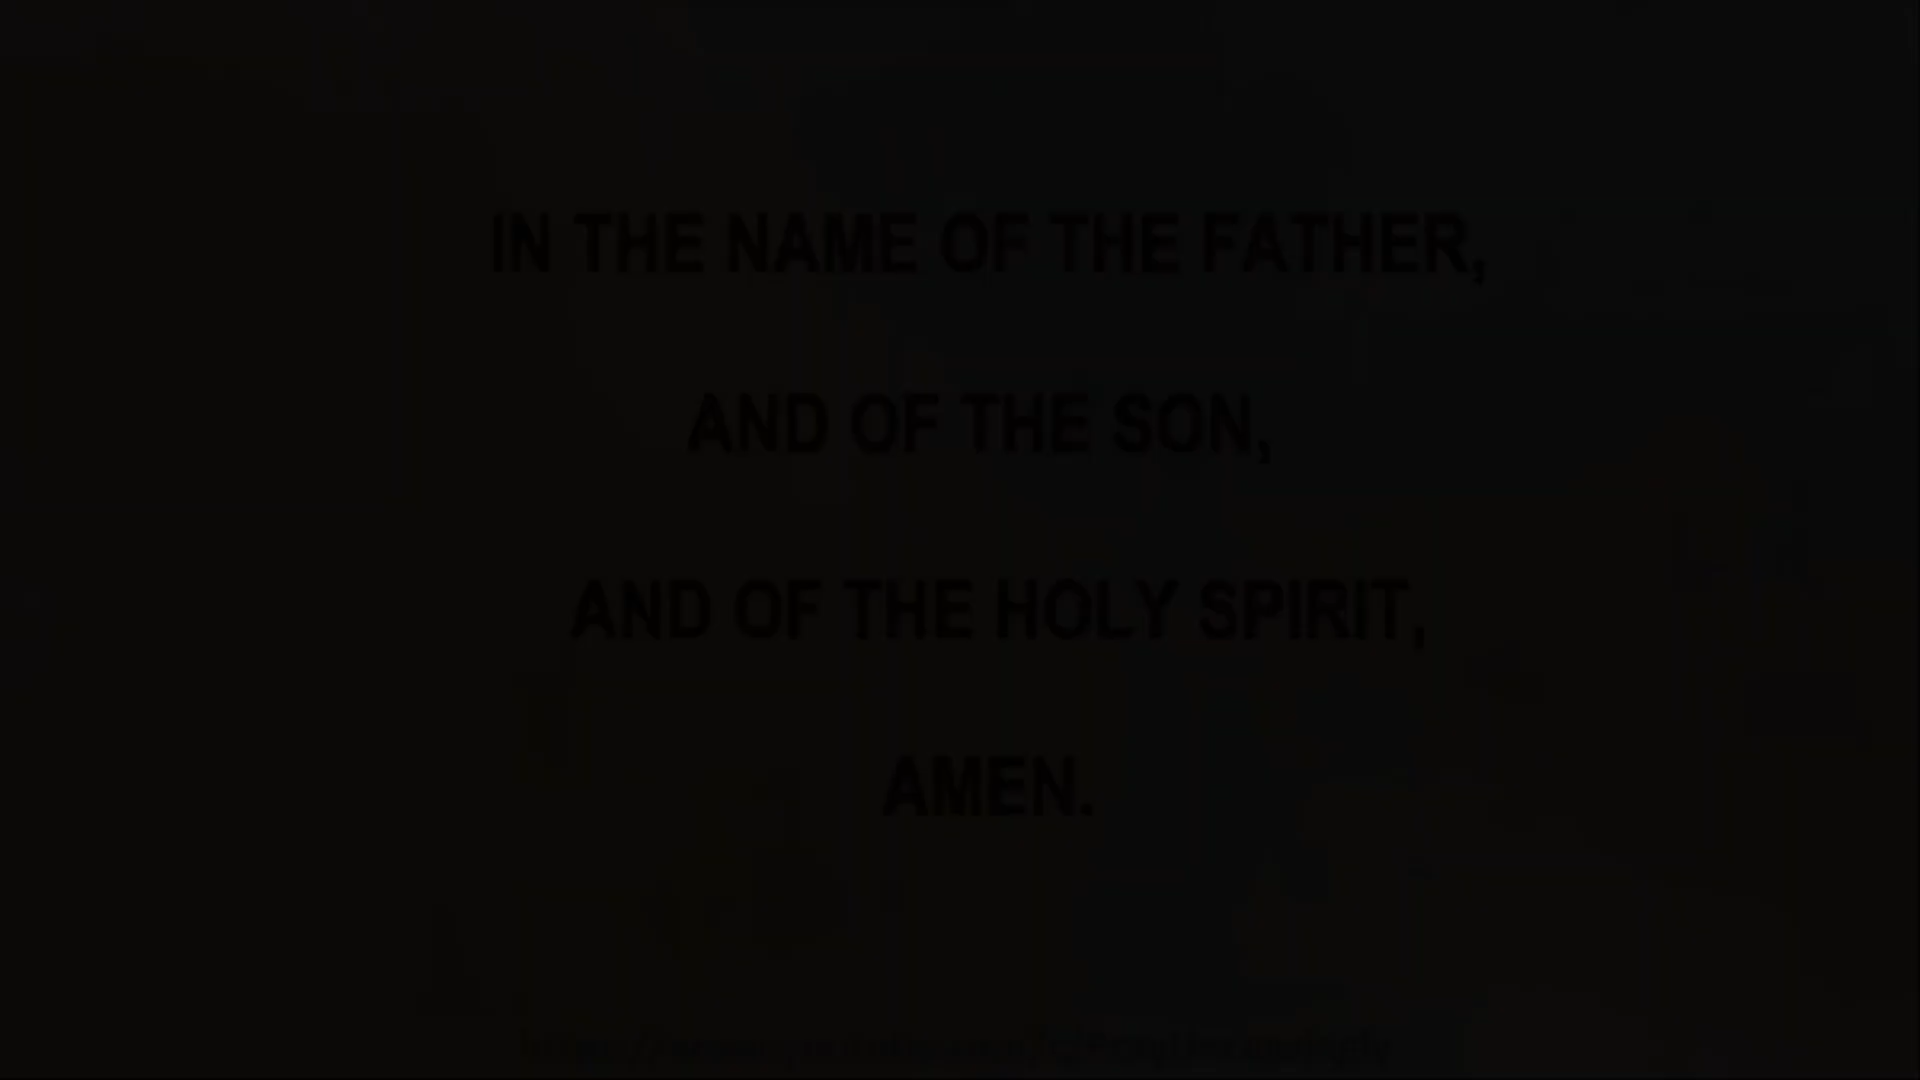 IN THE NAME OF THE FATHER,
AND OF THE SON,
AND OF THE HOLY SPIRIT,
AMEN.